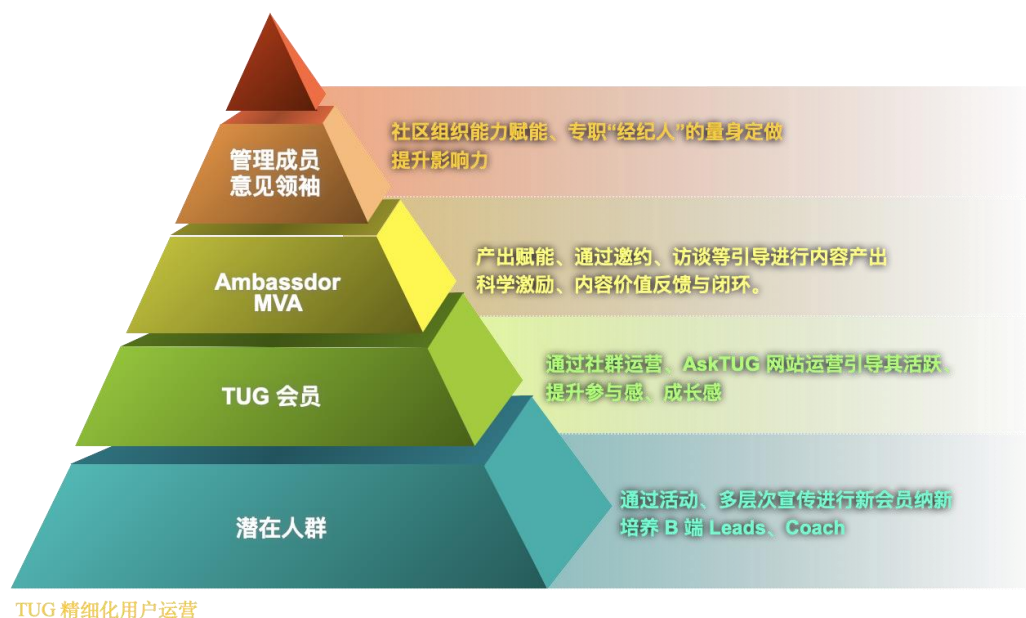 管理成员
意见领袖
社区组织能力赋能、专职“经纪人”的量身定做
提升影响力
Ambassdor
MVA
产出赋能、通过邀约、访谈等引导进行内容产出
科学激励、内容价值反馈与闭环。
TUG 会员
通过社群运营、AskTUG 网站运营引导其活跃、
提升参与感、成长感
潜在人群
通过活动、多层次宣传进行新会员纳新
培养 B 端 Leads、Coach
TUG 精细化用户运营